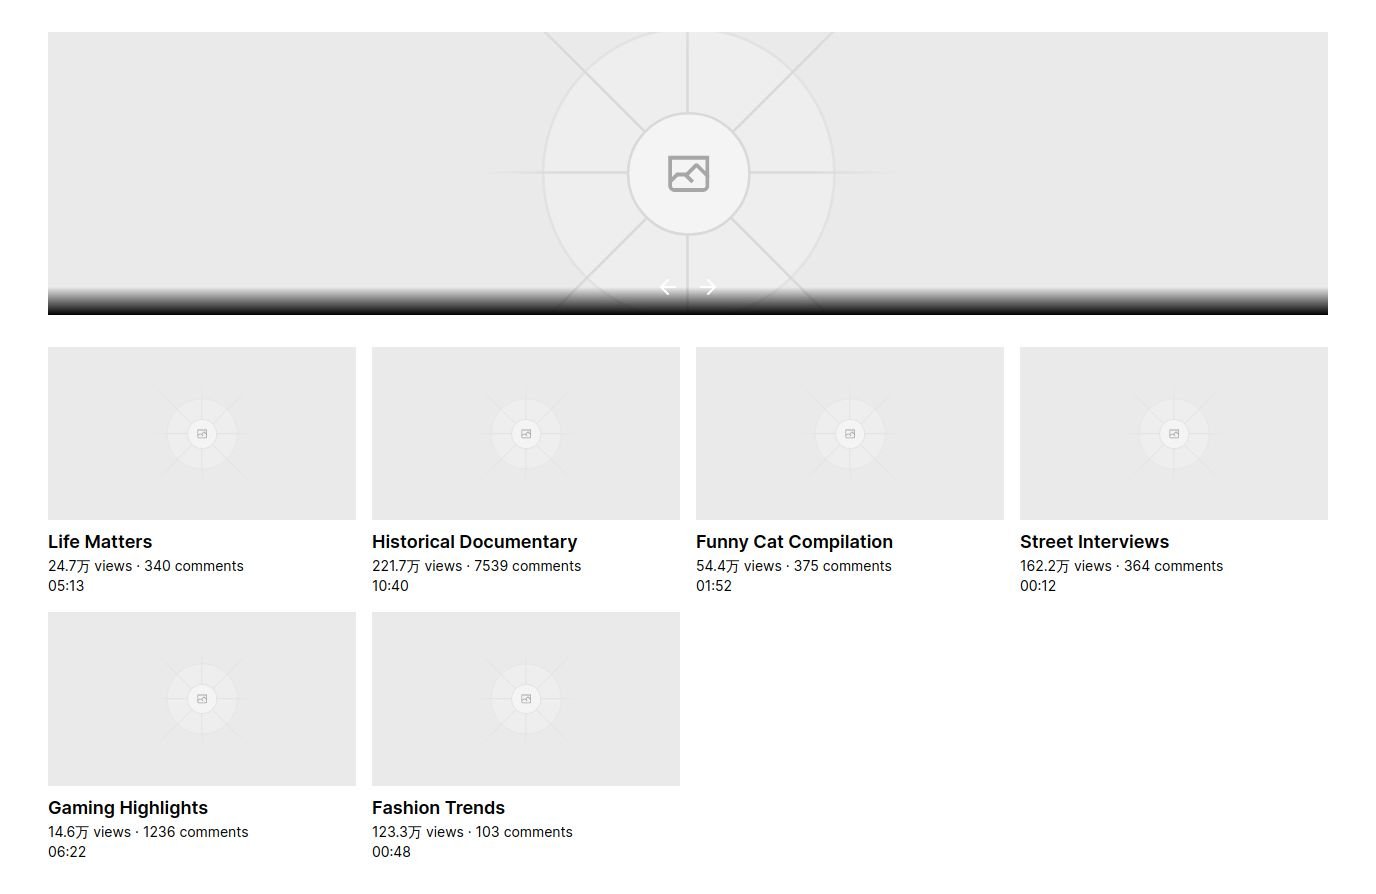 Life Matters
24.7万 views · 340 comments
05:13
Historical Documentary
221.7万 views · 7539 comments
10:40
Funny Cat Compilation
54.4万 views · 375 comments
01:52
Street Interviews
162.2万 views · 364 comments
00:12
Gaming Highlights
14.6万 views · 1236 comments
06:22
Fashion Trends
123.3万 views · 103 comments
00:48